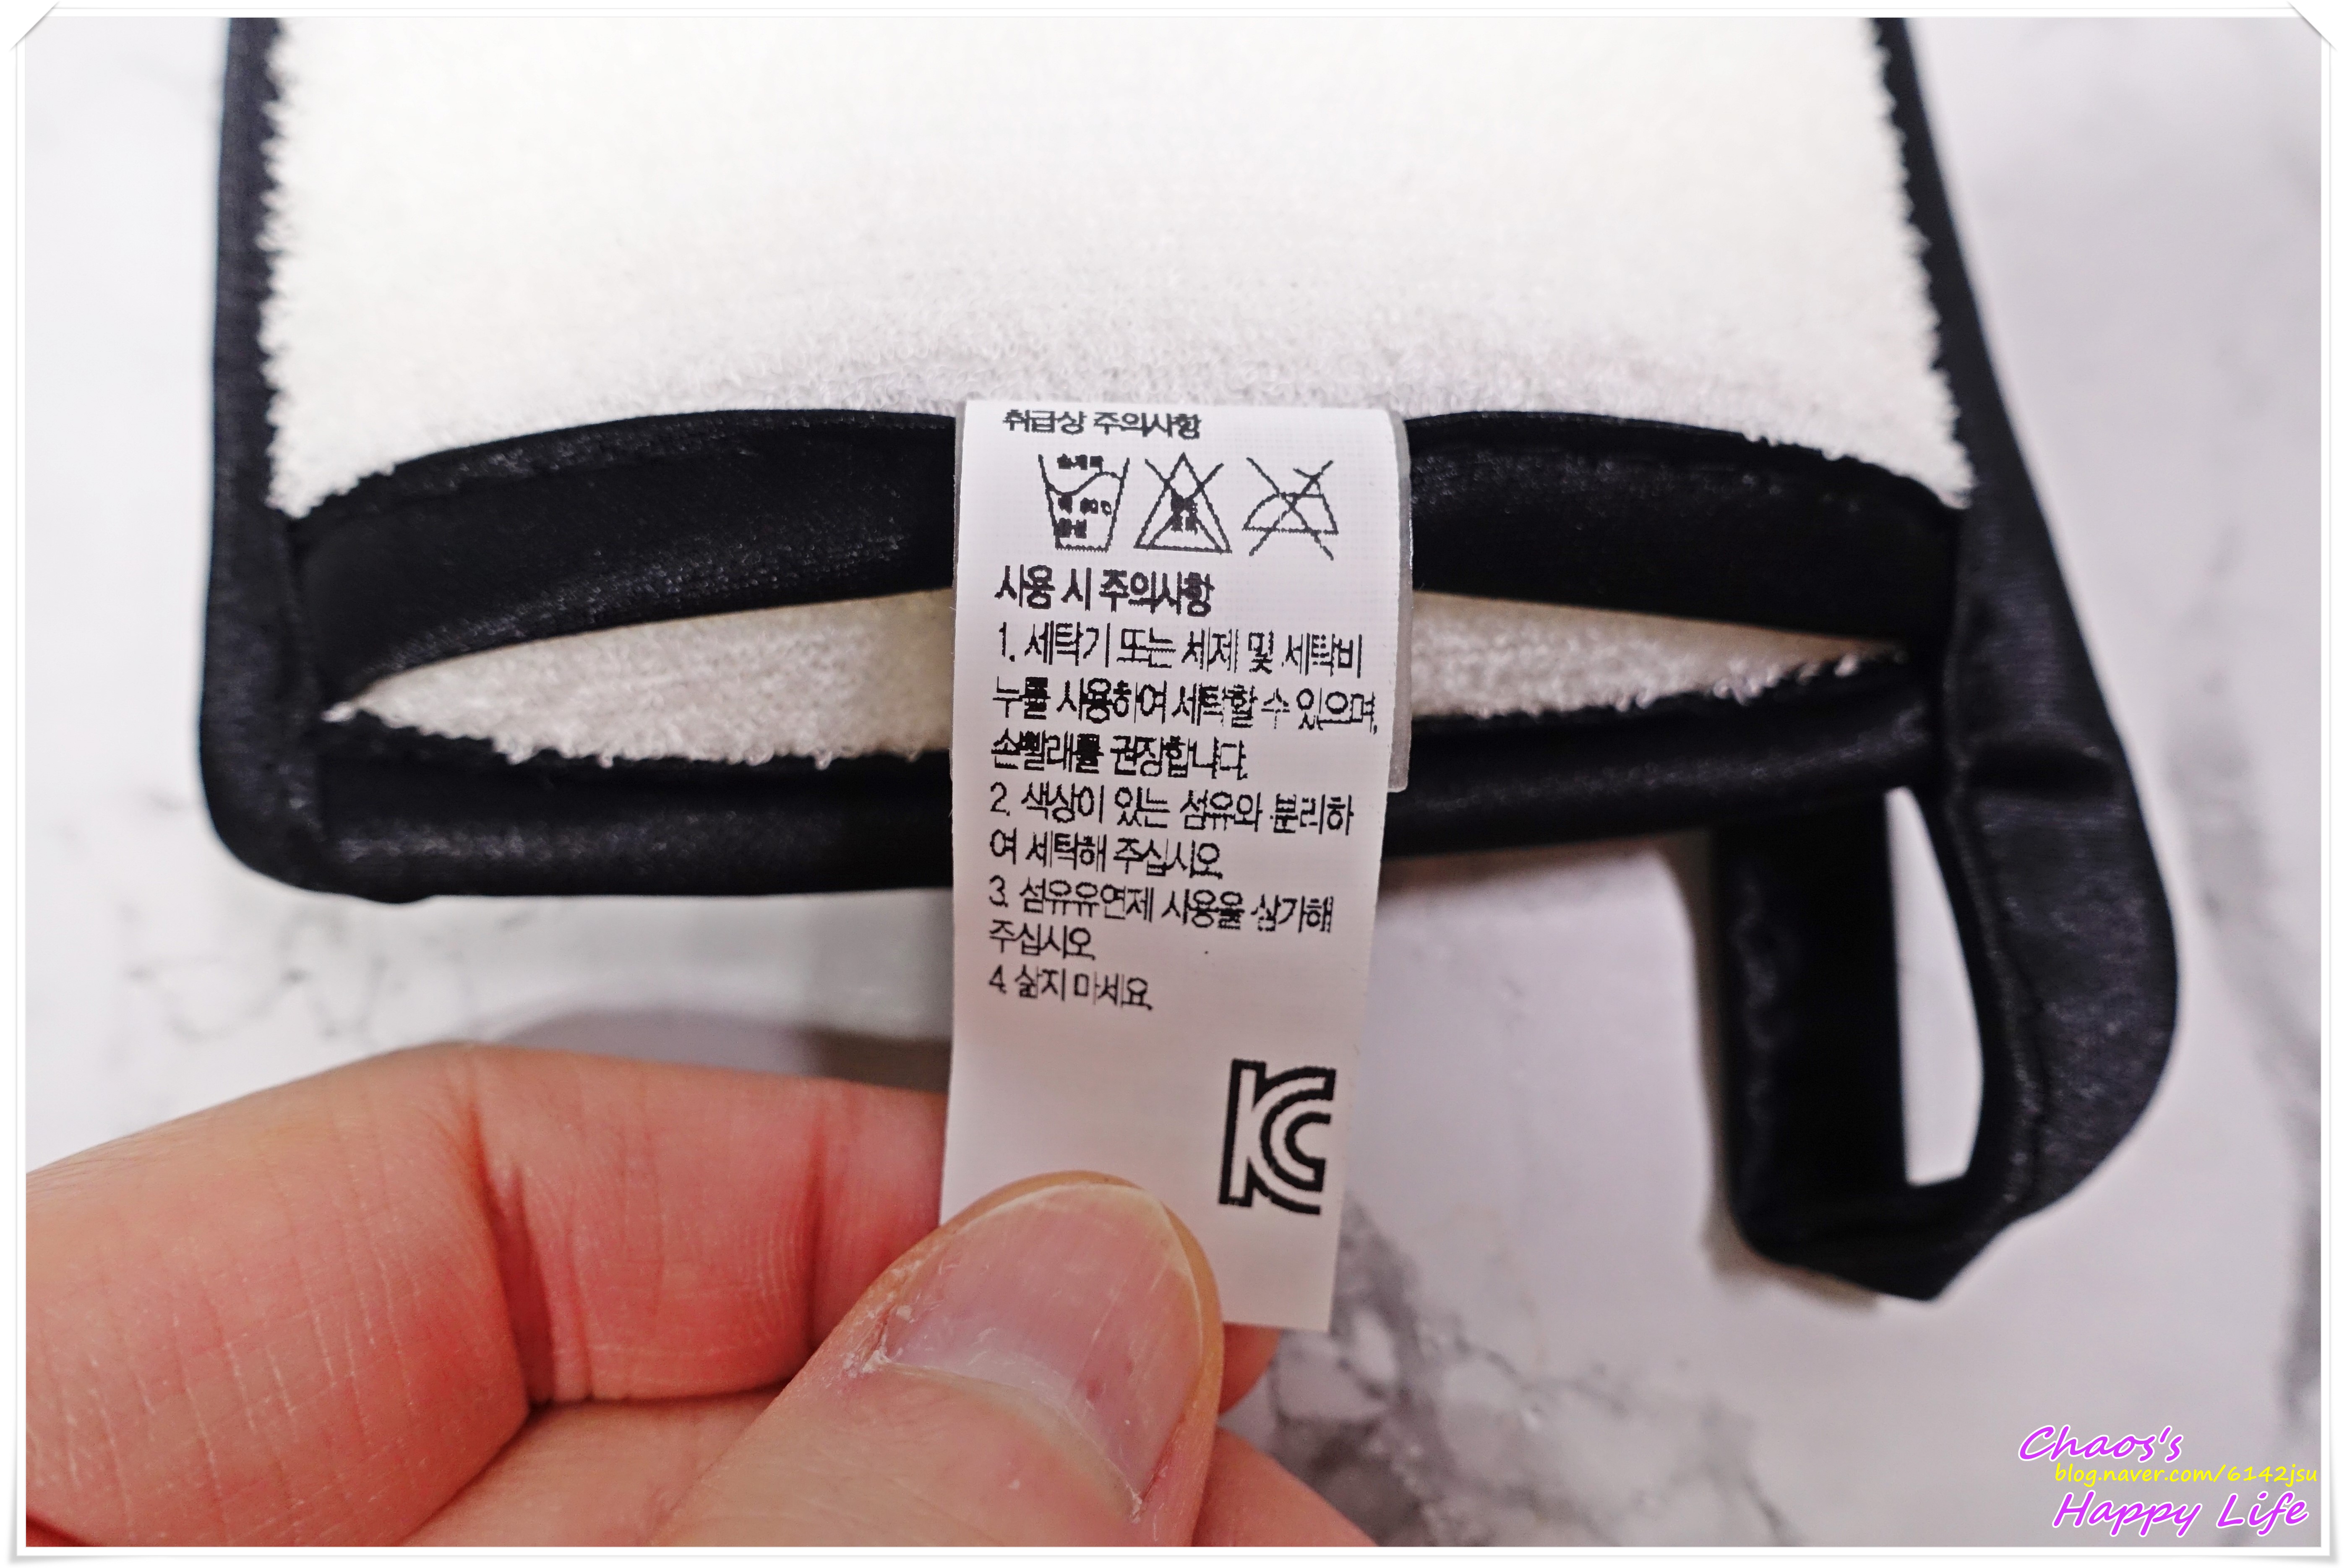 취급상 주의사항
사용 시 주의사항
1. 세탁기 또는 세제 및 세탁비
누를 사용하여 세탁할 수 있으며,
손빨래를 권장합니다.
2. 색상이 있는 섬유와 분리하
여 세탁해 주십시오.
3. 섬유유연제 사용을 삼가해
주십시오.
4. 삶지 마세요.
KC
Chaos's
blog.naver.com/6142jsu
Happy Life